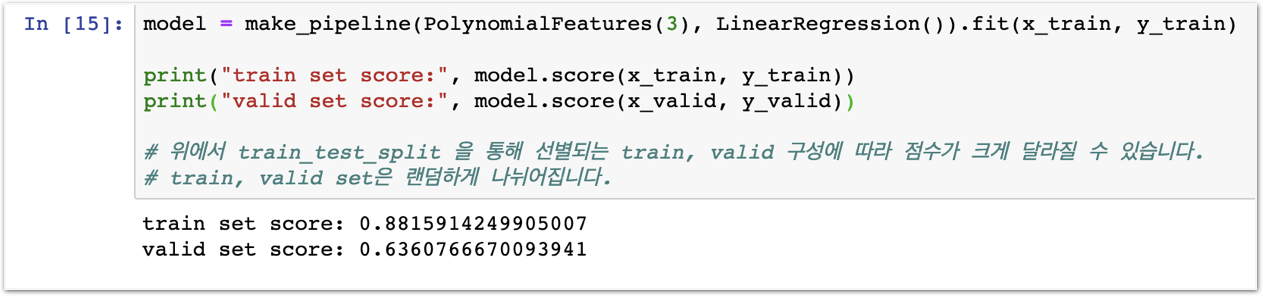 In [15]: model = make_pipeline(PolynomialFeatures(3), LinearRegression()).fit(x_train, y_train)
print("train set score:", model.score(x_train, y_train))
print("valid set score:", model.score(x_valid, y_valid))
# 위에서 train_test_split 을 통해 선별되는 train, valid 구성에 따라 점수가 크게 달라질 수 있습니다.
# train, valid set은 랜덤하게 나뉘어집니다.
train set score: 0.8815914249905007
valid set score: 0.6360766670093941